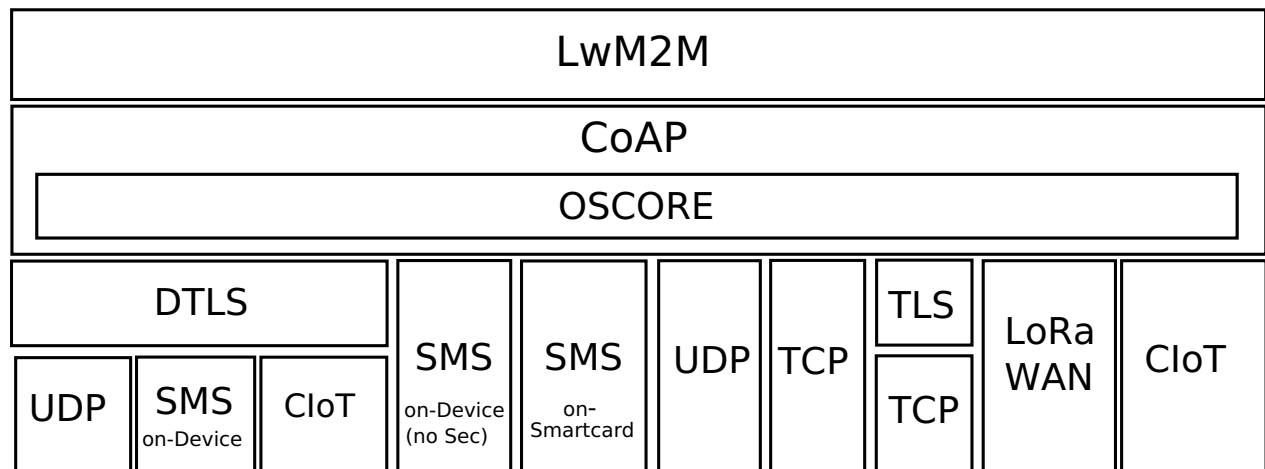 LwM2M
CoAP
OSCORE
DTLS
UDP
SMS
on-Device
CIoT
SMS
on-Device
(no Sec)
SMS
on-
Smartcard
UDP
TCP
TLS
TCP
LoRa
WAN
CIoT